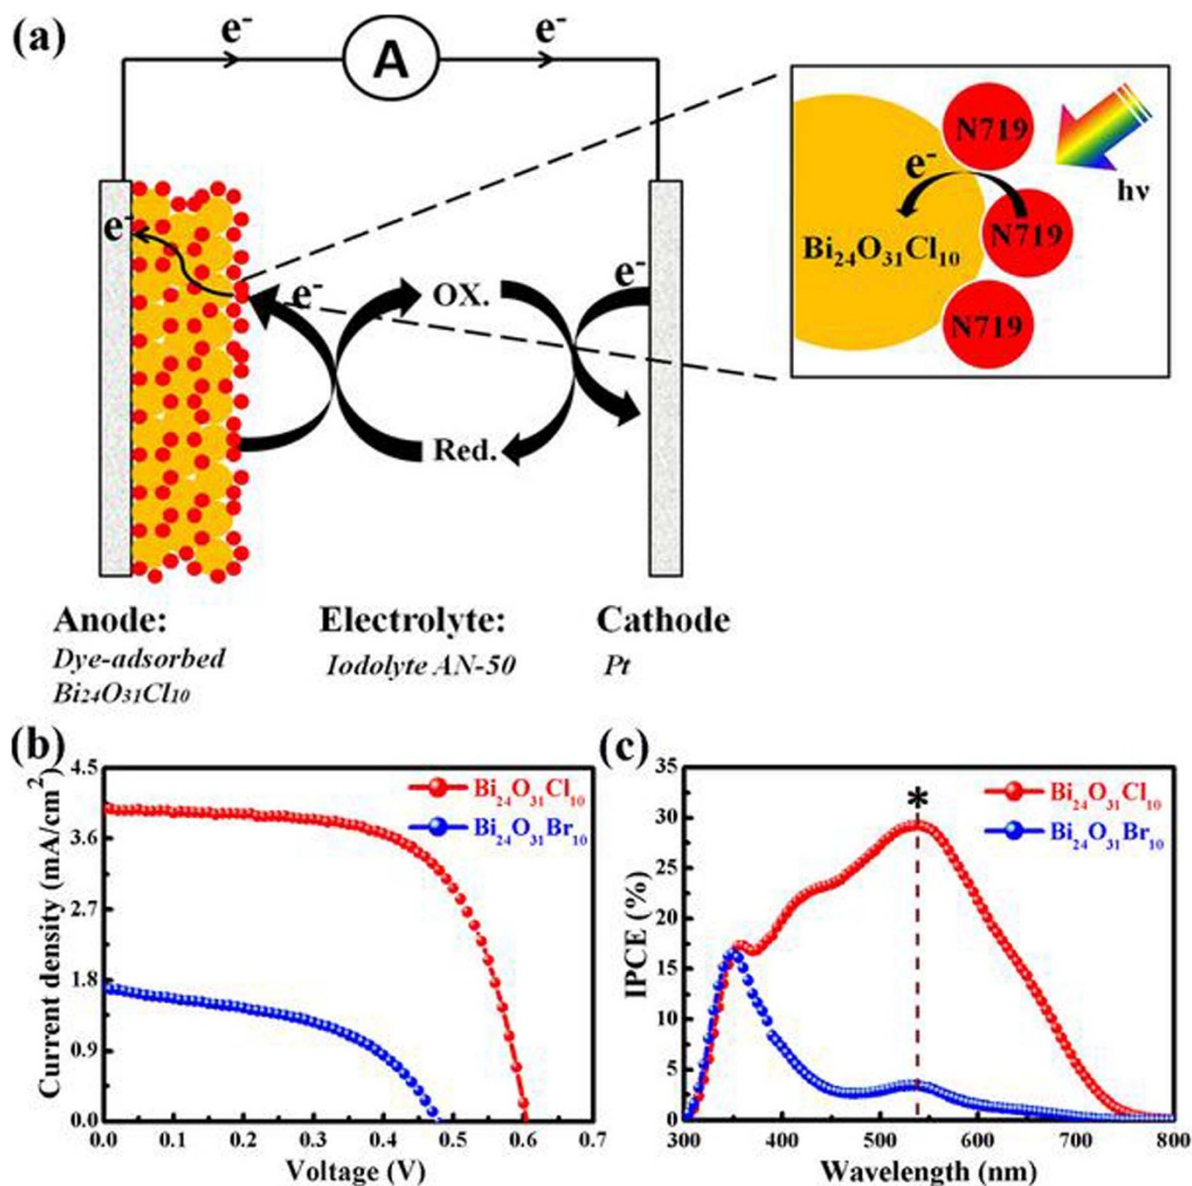 (a)
e-
A
e-
N719
e-
hν
N719
Bi24O31Cl10
N719
e-
e-
OX.
e-
Red.
Anode:
Dye-adsorbed
Bi24O31Cl10
Electrolyte:
Iodolyte AN-50
Cathode
Pt
(b)
Current density (mA/cm2)
4.5
3.6
2.7
1.8
0.9
0.0
Bi24O31Cl10
Bi24O31Br10
0.0 0.1 0.2 0.3 0.4 0.5 0.6 0.7
Voltage (V)
(c)
IPCE (%)
35
30
25
20
15
10
5
0
*
Bi24O31Cl10
Bi24O31Br10
300 400 500 600 700 800
Wavelength (nm)